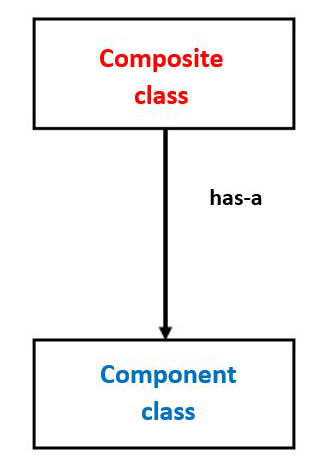 Composite
class
has-a
Component
class